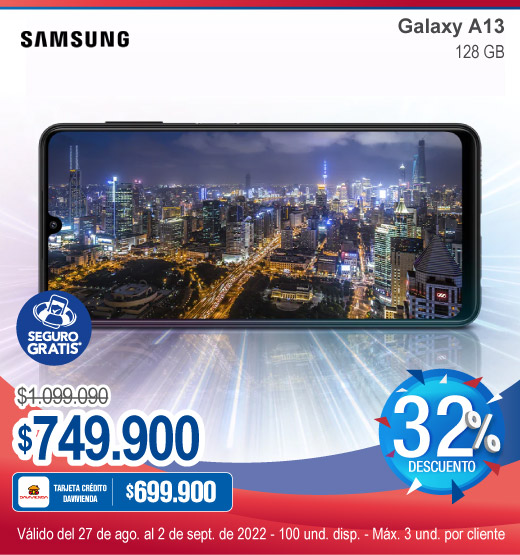 SAMSUNG
Galaxy A13
128 GB
SEGURO
GRATIS*
$1.099.090
$749.900
32%
DESCUENTO
DAVIVIENDA
TARJETA CRÉDITO
DAVIVIENDA
$699.900
Válido del 27 de ago. al 2 de sept. de 2022 - 100 und. disp. - Máx. 3 und. por cliente